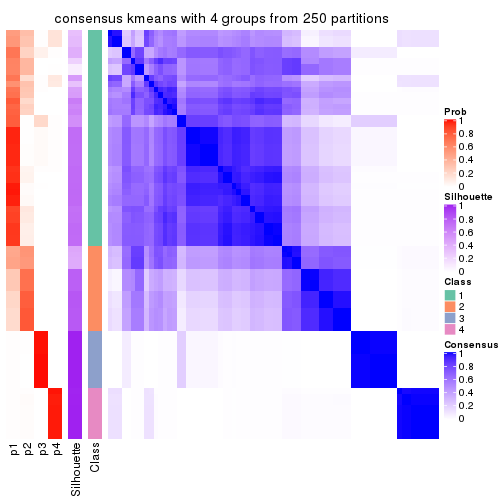 consensus kmeans with 4 groups from 250 partitions
Prob
1
0.8
0.6
0.4
0.2
0
Silhouette
1
0.8
0.6
0.4
0.2
0
Class
1
2
3
4
Consensus
1
0.8
0.6
0.4
0.2
0
p1
p2
p3
p4
Silhouette
Class